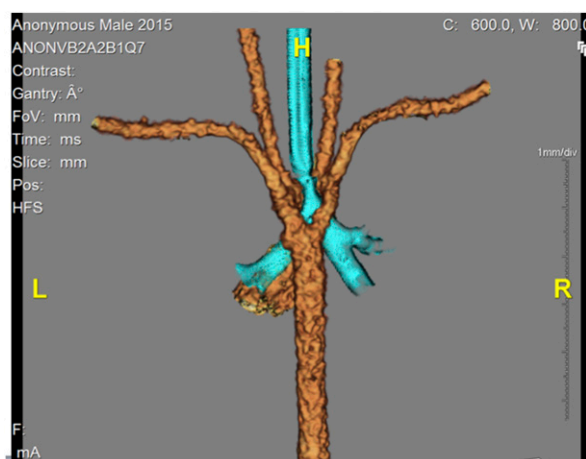 Anonymous Male 2015
C: 600.0, W: 800.0
ANONVB2A2B1Q7
Contrast:
Gantry: Â°
FoV: mm
Time: ms
Slice: mm
Pos:
HFS
H
1mm/div
L
R
F:
mA